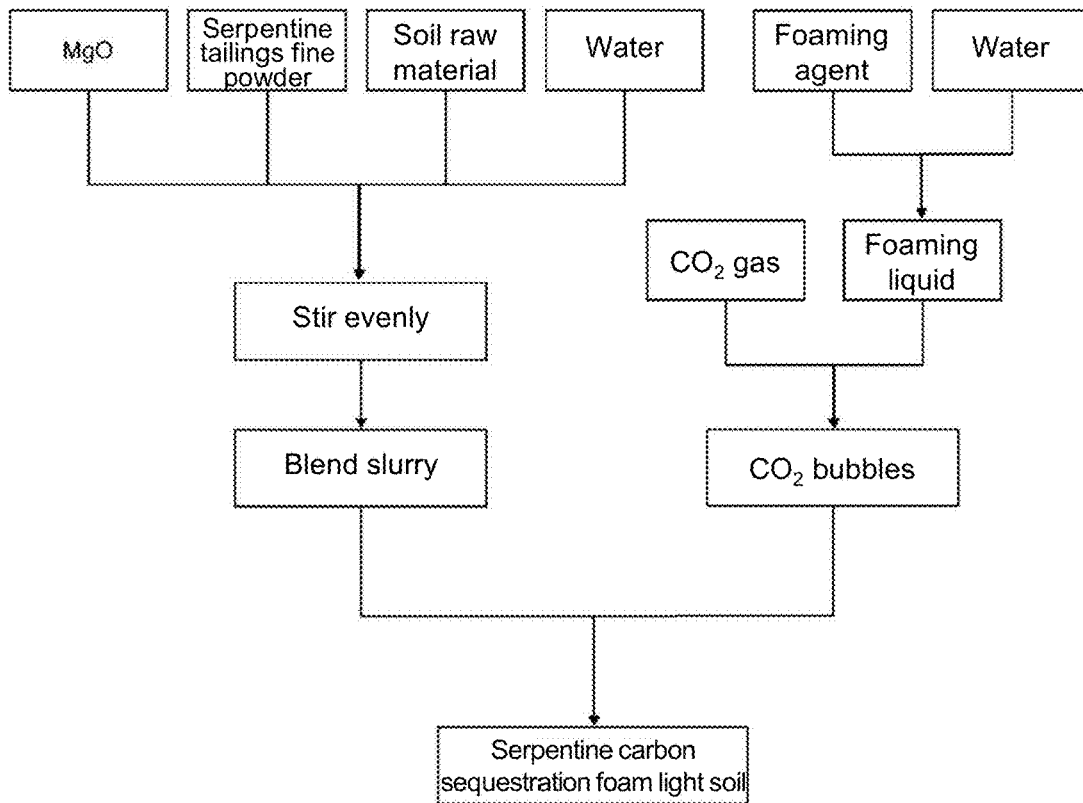 MgO
Serpentine
tailings fine
powder
Soil raw
material
Water
Foaming
agent
Water
CO₂ gas
Foaming
liquid
Stir evenly
Blend slurry
CO₂ bubbles
Serpentine carbon
sequestration foam light soil